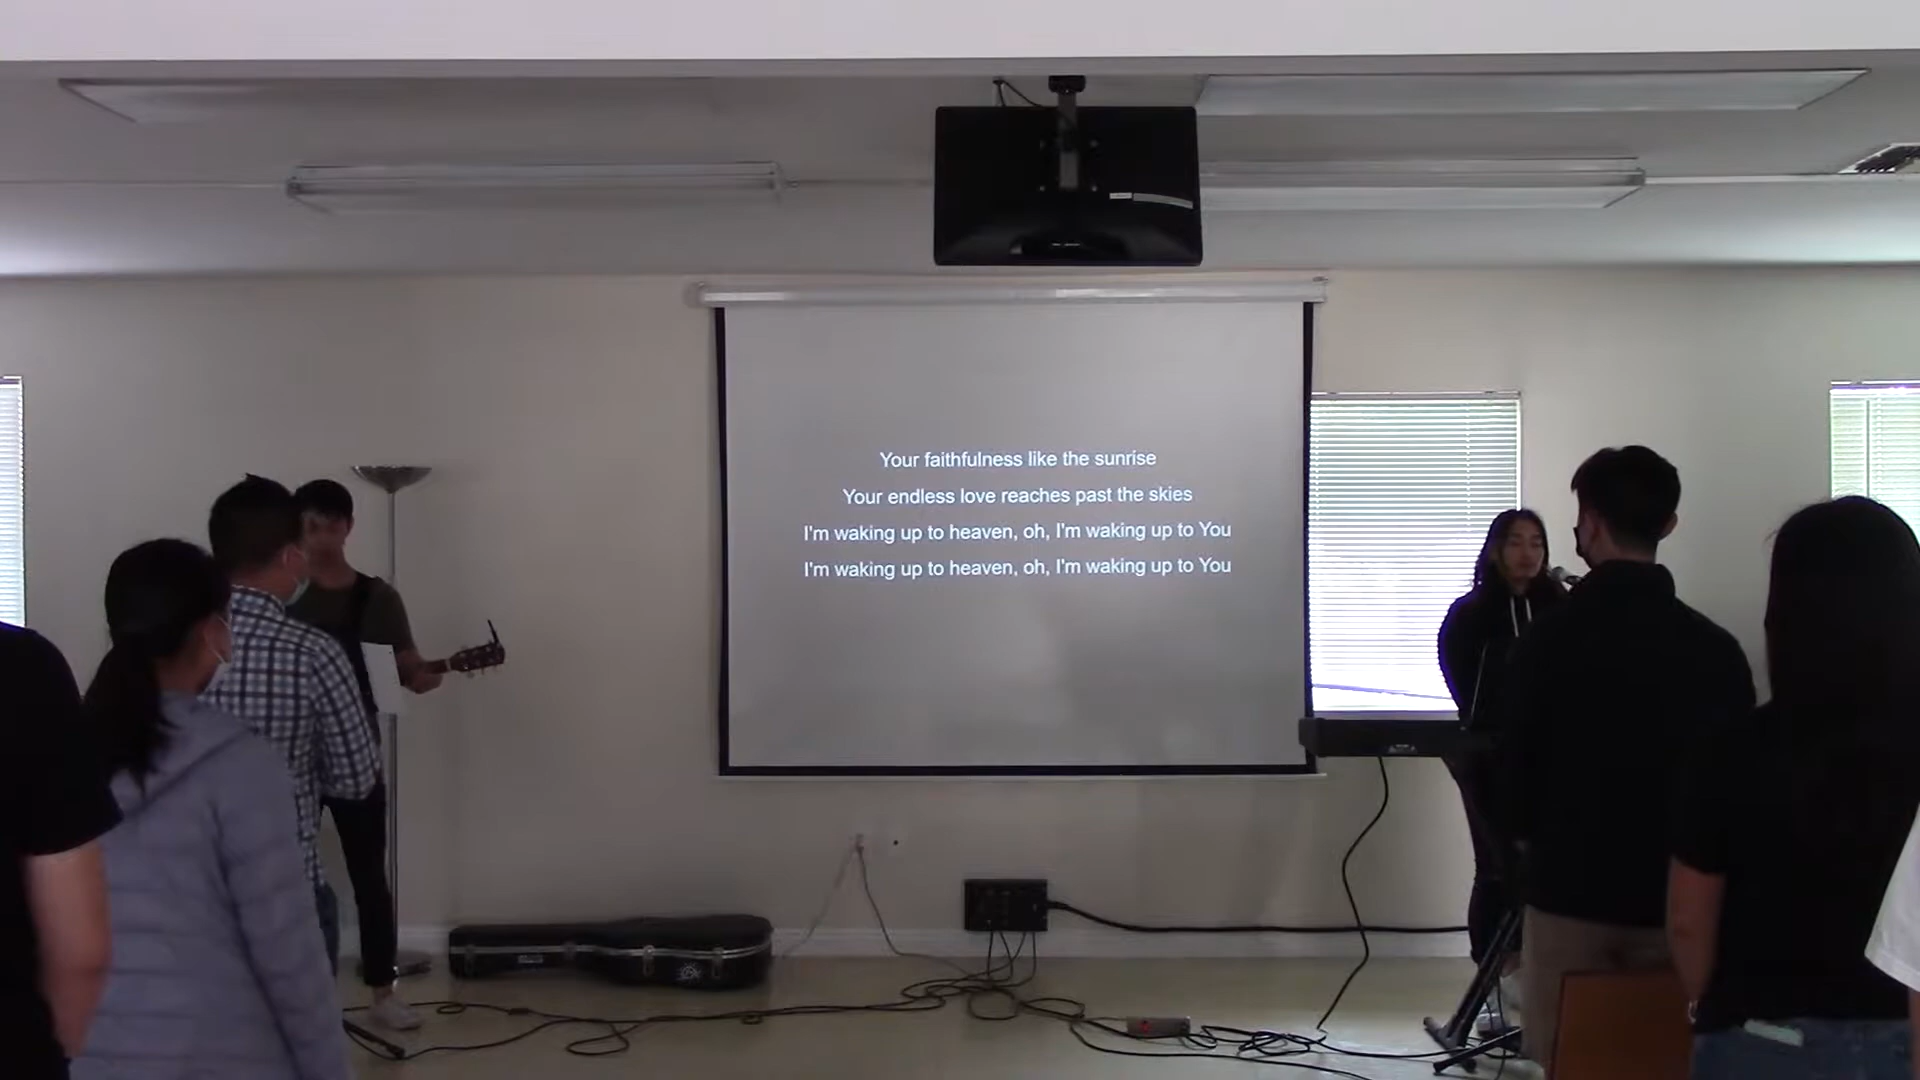 Your faithfulness like the sunrise
Your endless love reaches past the skies
I'm waking up to heaven, oh, I'm waking up to You
I'm waking up to heaven, oh, I'm waking up to You